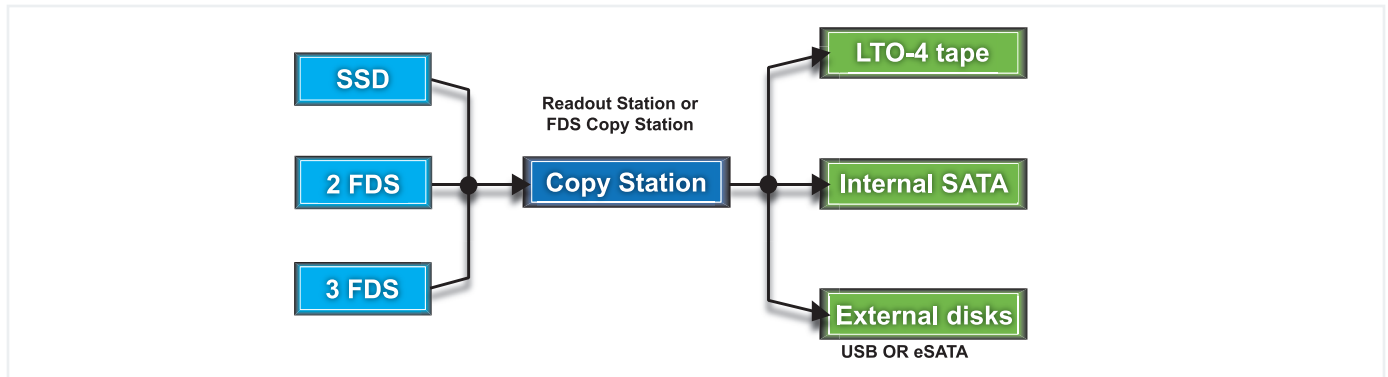 SSD
2 FDS
3 FDS
Readout Station or
FDS Copy Station
Copy Station
LTO-4 tape
Internal SATA
External disks
USB OR eSATA